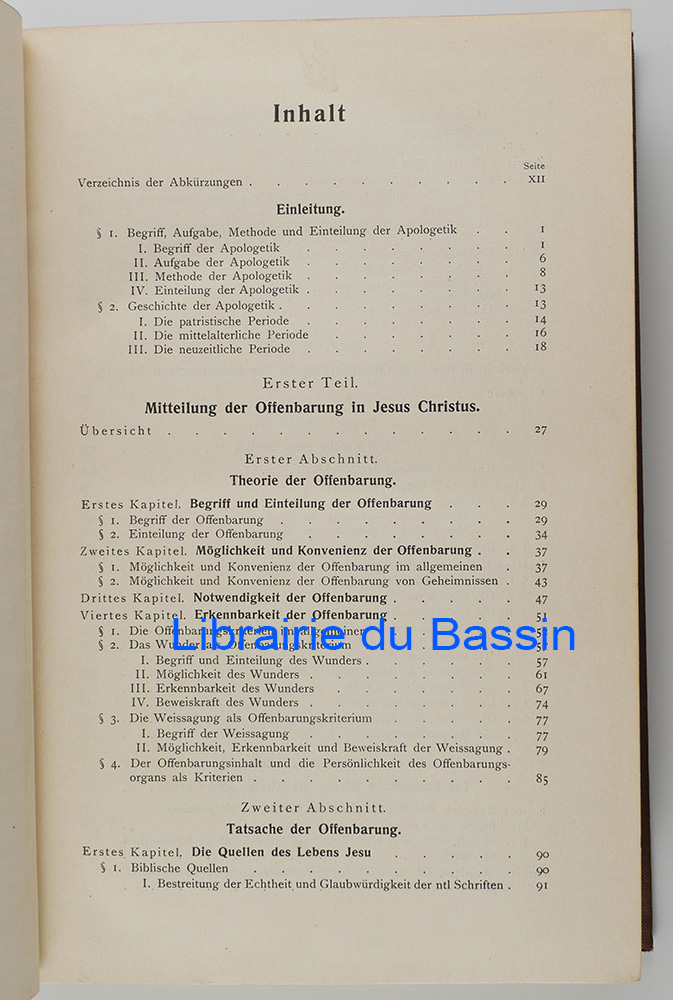 Inhalt
Seite
Verzeichnis der Abkürzungen . . . . . . . . . . XII
Einleitung.
§ 1. Begriff, Aufgabe, Methode und Einteilung der Apologetik . . 1
I. Begriff der Apologetik . . . . . . . . 1
II. Aufgabe der Apologetik . . . . . . . . 6
III. Methode der Apologetik . . . . . . . . 8
IV. Einteilung der Apologetik . . . . . . . . 13
§ 2. Geschichte der Apologetik . . . . . . . . . 13
I. Die patristische Periode . . . . . . . . 14
II. Die mittelalterliche Periode . . . . . . . 16
III. Die neuzeitliche Periode . . . . . . . . 18
Erster Teil.
Mitteilung der Offenbarung in Jesus Christus.
Übersicht . . . . . . . . . . . . . 27
Erster Abschnitt.
Theorie der Offenbarung.
Erstes Kapitel. Begriff und Einteilung der Offenbarung . . . 29
§ 1. Begriff der Offenbarung . . . . . . . . . 29
§ 2. Einteilung der Offenbarung . . . . . . . . 34
Zweites Kapitel. Möglichkeit und Konvenienz der Offenbarung . . 37
§ 1. Möglichkeit und Konvenienz der Offenbarung im allgemeinen . 37
§ 2. Möglichkeit und Konvenienz der Offenbarung von Geheimnissen . 43
Drittes Kapitel. Notwendigkeit der Offenbarung . . . . . 47
Viertes Kapitel. Erkennbarkeit der Offenbarung . . . . . 51
§ 1. Die Offenbarungskriterien im allgemeinen
Librairie du Bassin
§ 2. Das Wunder als Offenbarungskriterium
I. Begriff und Einteilung des Wunders . . . . . . 57
II. Möglichkeit des Wunders . . . . . . . . 61
III. Erkennbarkeit des Wunders . . . . . . . 67
IV. Beweiskraft des Wunders . . . . . . . . 74
§ 3. Die Weissagung als Offenbarungskriterium . . . . . 77
I. Begriff der Weissagung . . . . . . . . 77
II. Möglichkeit, Erkennbarkeit und Beweiskraft der Weissagung . 79
§ 4. Der Offenbarungsinhalt und die Persönlichkeit des Offenbarungs-
organs als Kriterien . . . . . . . . . . 85
Zweiter Abschnitt.
Tatsache der Offenbarung.
Erstes Kapitel. Die Quellen des Lebens Jesu . . . . . 90
§ 1. Biblische Quellen . . . . . . . . . . 90
I. Bestreitung der Echtheit und Glaubwürdigkeit der ntl Schriften . 91